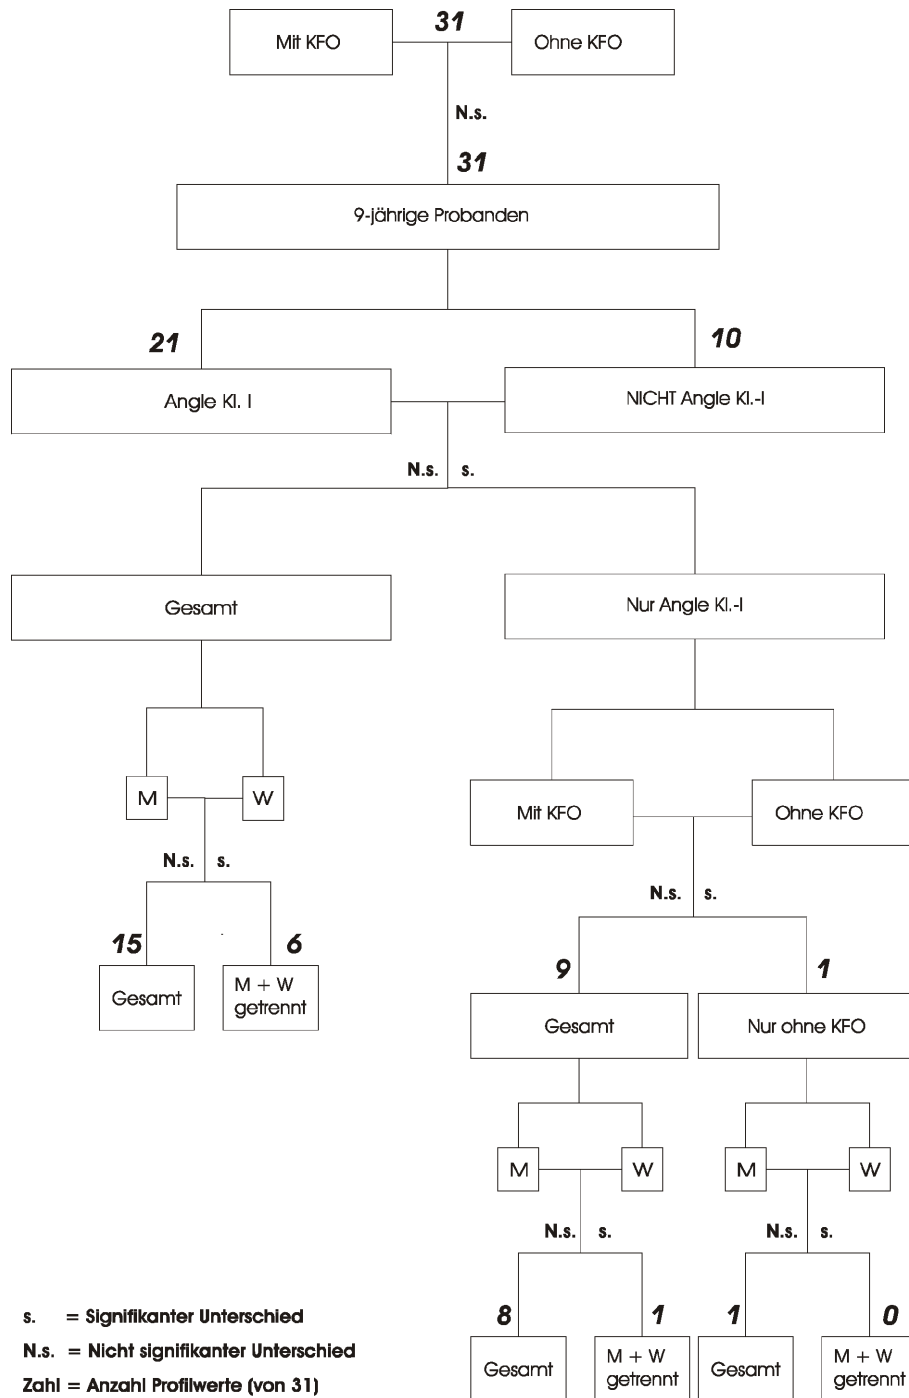 31
Mit KFO
Ohne KFO
N.s.
31
9-jährige Probanden
21
10
Angle Kl. I
NICHT Angle Kl.-I
N.s. s.
Gesamt
Nur Angle Kl.-I
M
W
Mit KFO
Ohne KFO
N.s. s.
N.s. s.
15
6
9
1
Gesamt
M + W
getrennt
Gesamt
Nur ohne KFO
M
W
M
W
N.s. s.
N.s. s.
8
1
1
0
Gesamt
M + W
getrennt
Gesamt
M + W
getrennt
s. = Signifikanter Unterschied
N.s. = Nicht signifikanter Unterschied
Zahl = Anzahl Profilwerte (von 31)